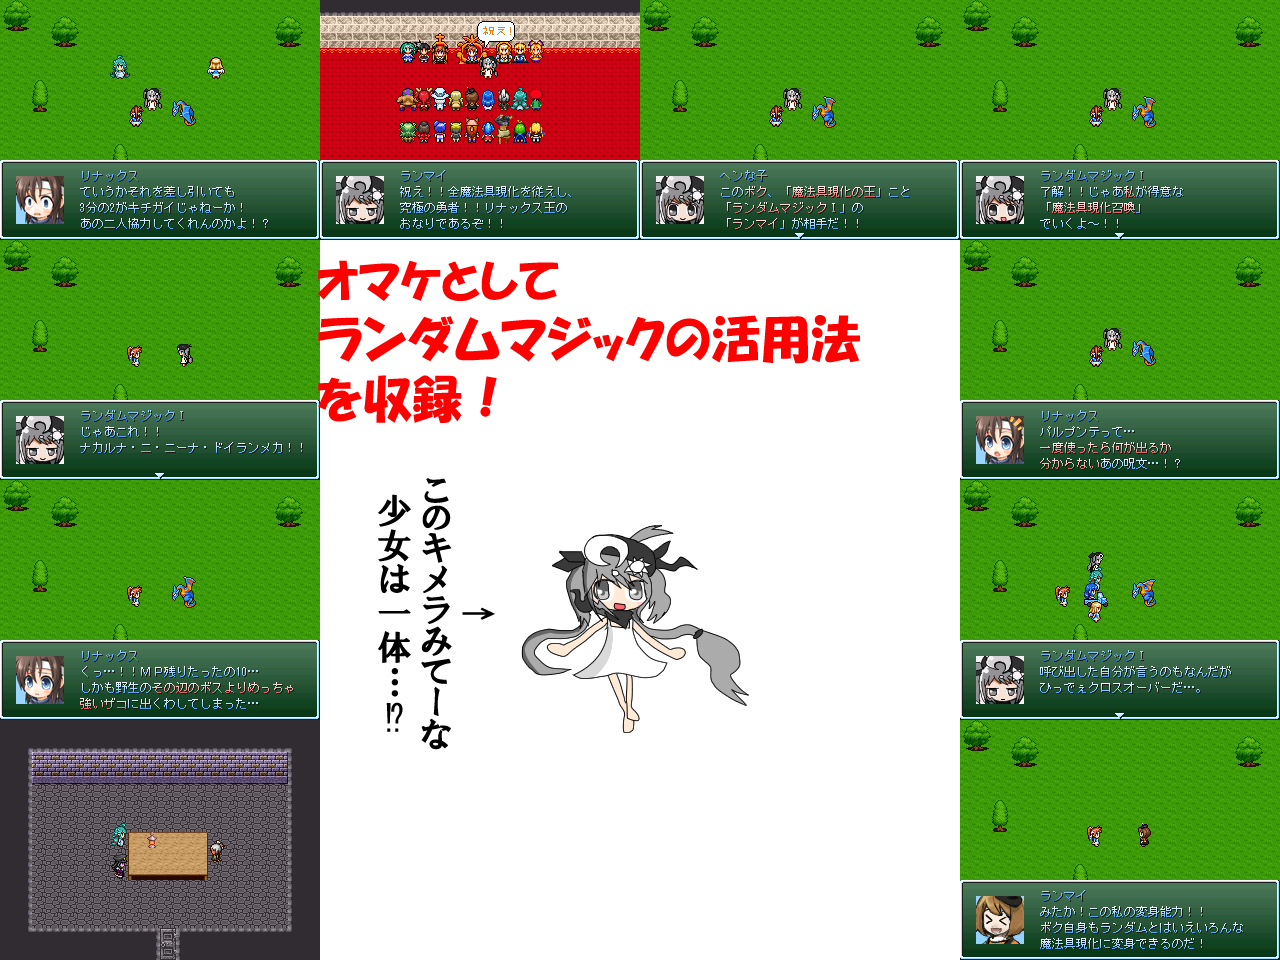 リナックス
ていうかそれを差し引いても
3分の2がキチガイじゃねーか！
あの二人協力してくれんのかよ！？
祝え！
ランマイ
祝え！！全魔法具現化を従えし、
究極の勇者！！リナックス王の
おなりであるぞ！！
ヘンな子
このボク、「魔法具現化の王」こと
「ランダムマジックⅠ」の
「ランマイ」が相手だ！！
ランダムマジックⅠ
了解！！じゃあ私が得意な
「魔法具現化召喚」
でいくよ～！！
オマケとして
ランダムマジックの活用法
を収録！
ランダムマジックⅠ
じゃあこれ！！
ナカルナ・ニ・ニーナ・ドイランメカ！！
リナックス
パルプンテって…
一度使ったら何が出るか
分からないあの呪文…！？
このキメラみてーな
少女は一体…⁉
→
リナックス
くっ…！！ＭＰ残りたったの10…
しかも野生のその辺のボスよりめっちゃ
強いザコに出くわしてしまった…
ランダムマジックⅠ
呼び出した自分が言うのもなんだが
ひっでぇクロスオーバーだ…。
ランマイ
みたか！この私の変身能力！！
ボク自身もランダムとはいえいろんな
魔法具現化に変身できるのだ！